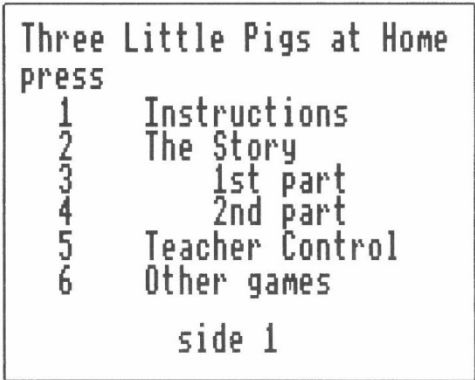 Three Little Pigs at Home
press
1 Instructions
2 The Story
3 1st part
4 2nd part
5 Teacher Control
6 Other games
side 1